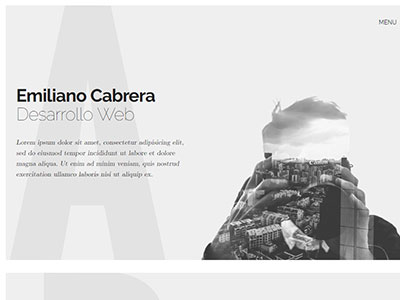 MENU
A
Emiliano Cabrera
Desarrollo Web
Lorem ipsum dolor sit amet, consectetur adipisicing elit,
sed do eiusmod tempor incididunt ut labore et dolore
magna aliqua. Ut enim ad minim veniam, quis nostrud
exercitation ullamco laboris nisi ut aliquip ex.